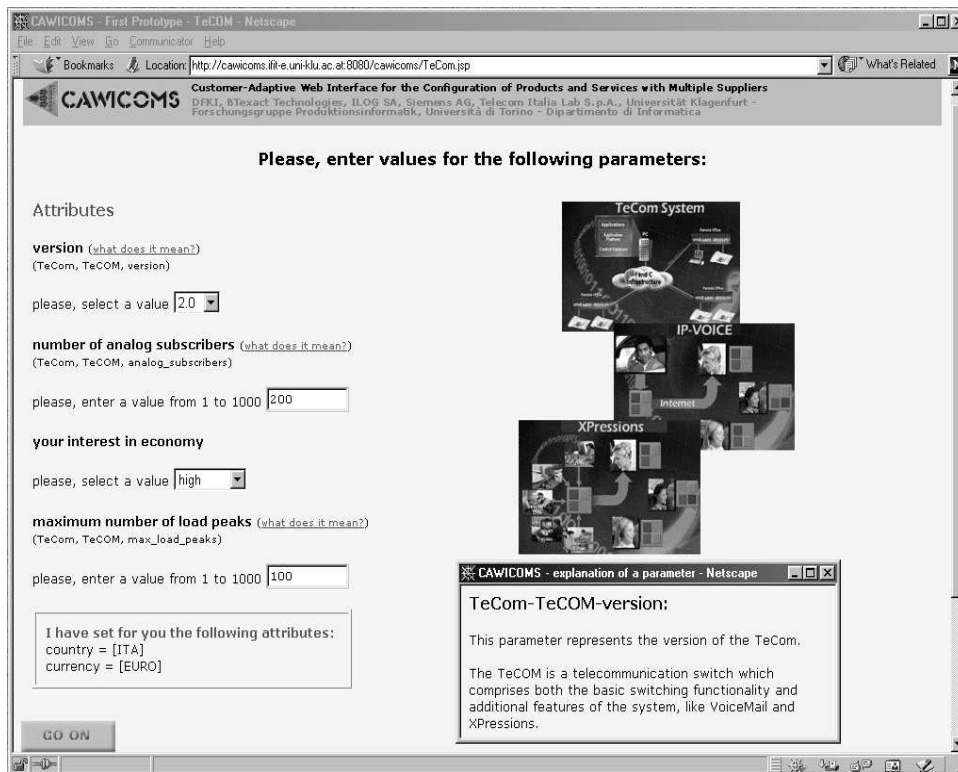 CAWICOMS - First Prototype - TeCOM - Netscape
File Edit View Go Communicator Help
Bookmarks Location: http://cawicoms.ifit-e.uni-klu.ac.at:8080/cawicoms/TeCom.jsp What's Related
CAWICOMS
Customer-Adaptive Web Interface for the Configuration of Products and Services with Multiple Suppliers
DFKI, BTexact Technologies, ILOG SA, Siemens AG, Telecom Italia Lab S.p.A., Universität Klagenfurt -
Forschungsgruppe Produktionsinformatik, Università di Torino - Dipartimento di Informatica
Please, enter values for the following parameters:
Attributes
version (what does it mean?)
(TeCom, TeCOM, version)
please, select a value 2.0
number of analog subscribers (what does it mean?)
(TeCom, TeCOM, analog_subscribers)
please, enter a value from 1 to 1000 200
your interest in economy
please, select a value high
maximum number of load peaks (what does it mean?)
(TeCom, TeCOM, max_load_peaks)
please, enter a value from 1 to 1000 100
I have set for you the following attributes:
country = [ITA]
currency = [EURO]
GO ON
TeCom System
Applications
PC
Infrastructure
IP-VOICE
Internet
XPressions
CAWICOMS - explanation of a parameter - Netscape
TeCom-TeCOM-version:
This parameter represents the version of the TeCom.
The TeCOM is a telecommunication switch which
comprises both the basic switching functionality and
additional features of the system, like VoiceMail and
XPressions.